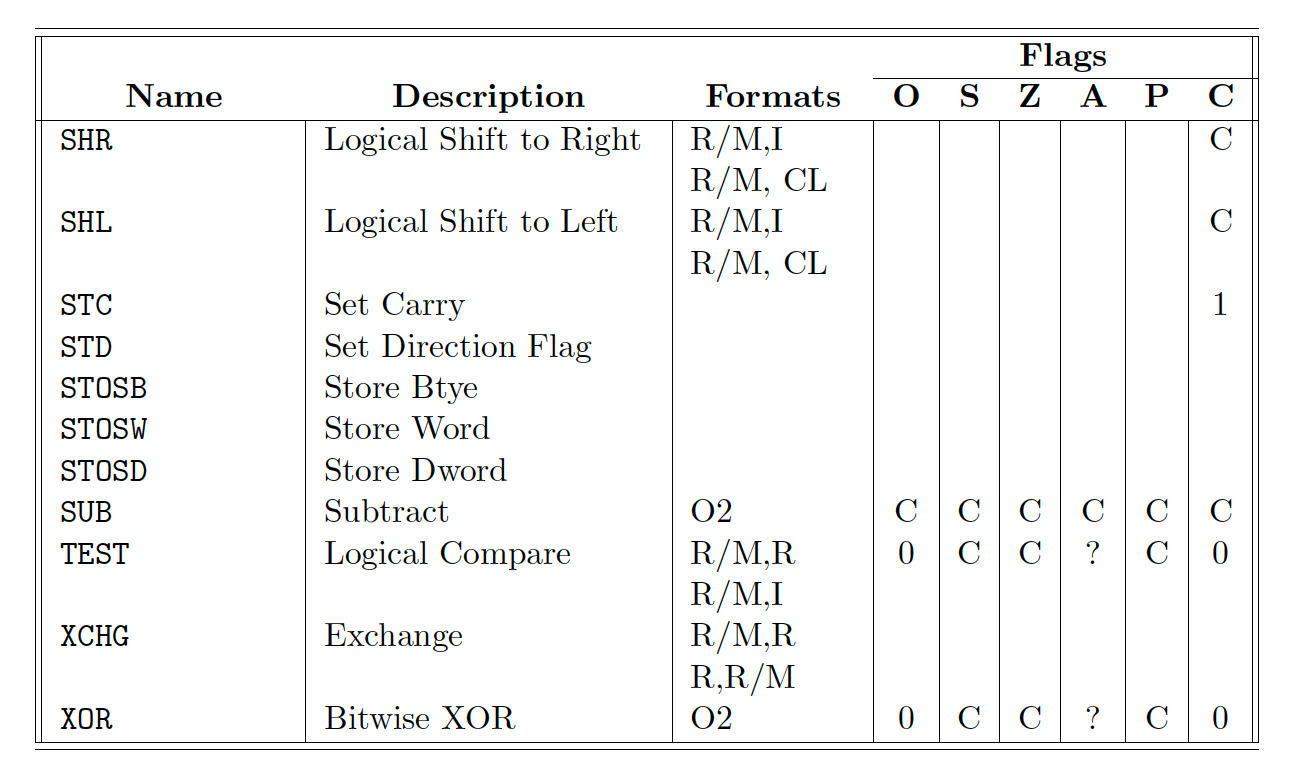 Flags
Name Description Formats O S Z A P C
SHR Logical Shift to Right R/M,I C
R/M, CL
SHL Logical Shift to Left R/M,I C
R/M, CL
STC Set Carry 1
STD Set Direction Flag
STOSB Store Btye
STOSW Store Word
STOSD Store Dword
SUB Subtract O2 C C C C C C
TEST Logical Compare R/M,R 0 C C ? C 0
R/M,I
XCHG Exchange R/M,R
R,R/M
XOR Bitwise XOR O2 0 C C ? C 0